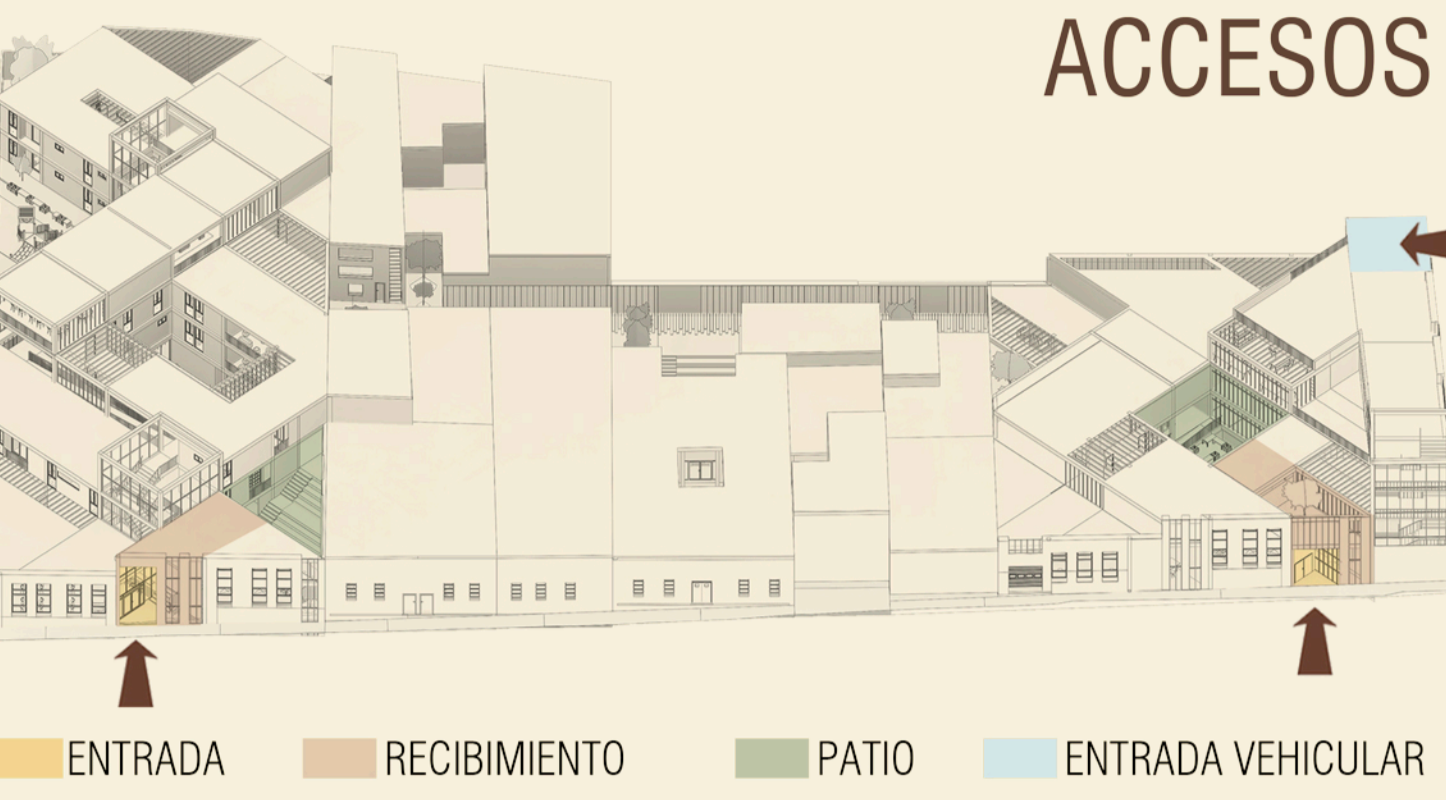 ACCESOS
ENTRADA
RECIBIMIENTO
PATIO
ENTRADA VEHICULAR